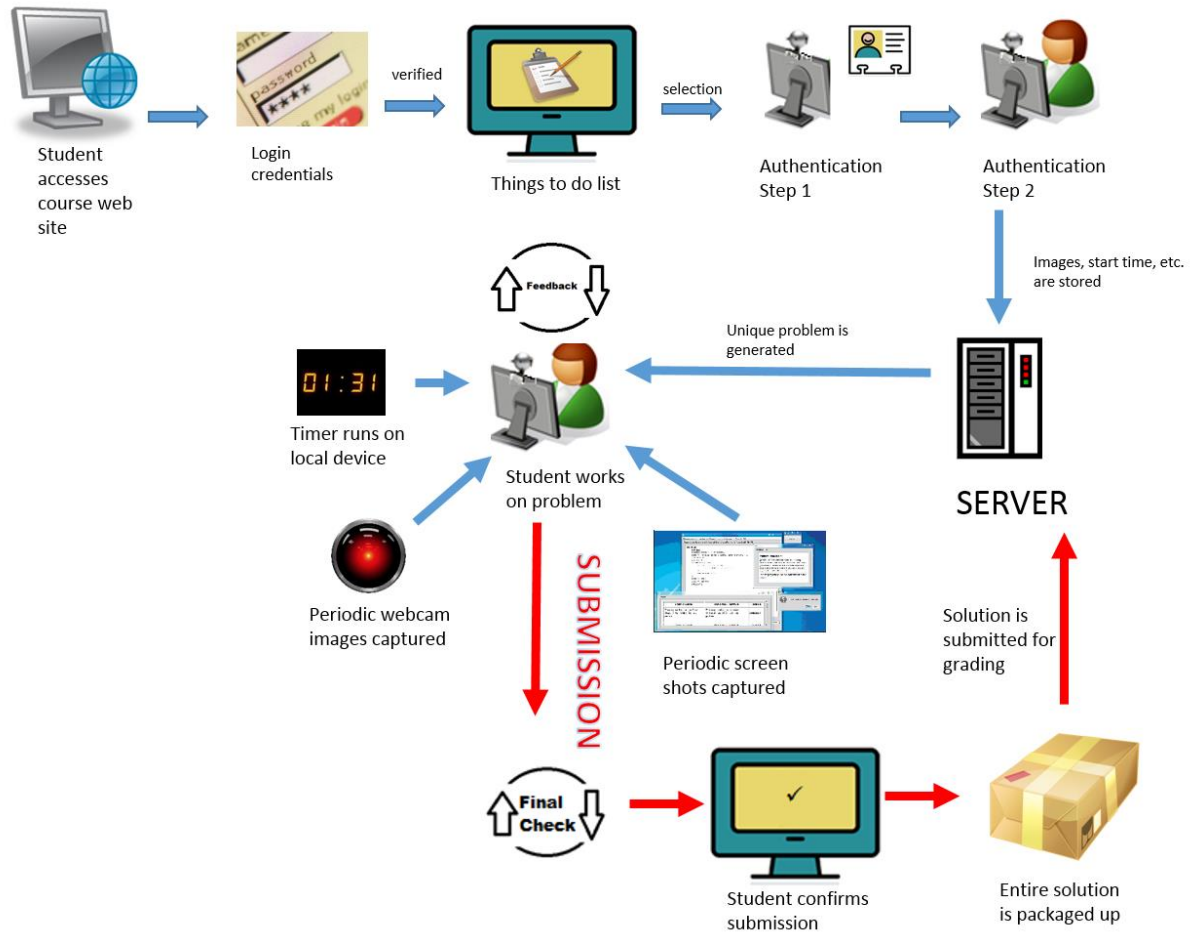 Student
accesses
course web
site
password
****
my login
Login
credentials
verified
Things to do list
selection
Authentication
Step 1
Authentication
Step 2
Images, start time, etc.
are stored
Feedback
Unique problem is
generated
01:31
Timer runs on
local device
Student works
on problem
SERVER
Periodic webcam
images captured
SUBMISSION
Periodic screen
shots captured
Solution is
submitted for
grading
Final
Check
✓
Student confirms
submission
Entire solution
is packaged up